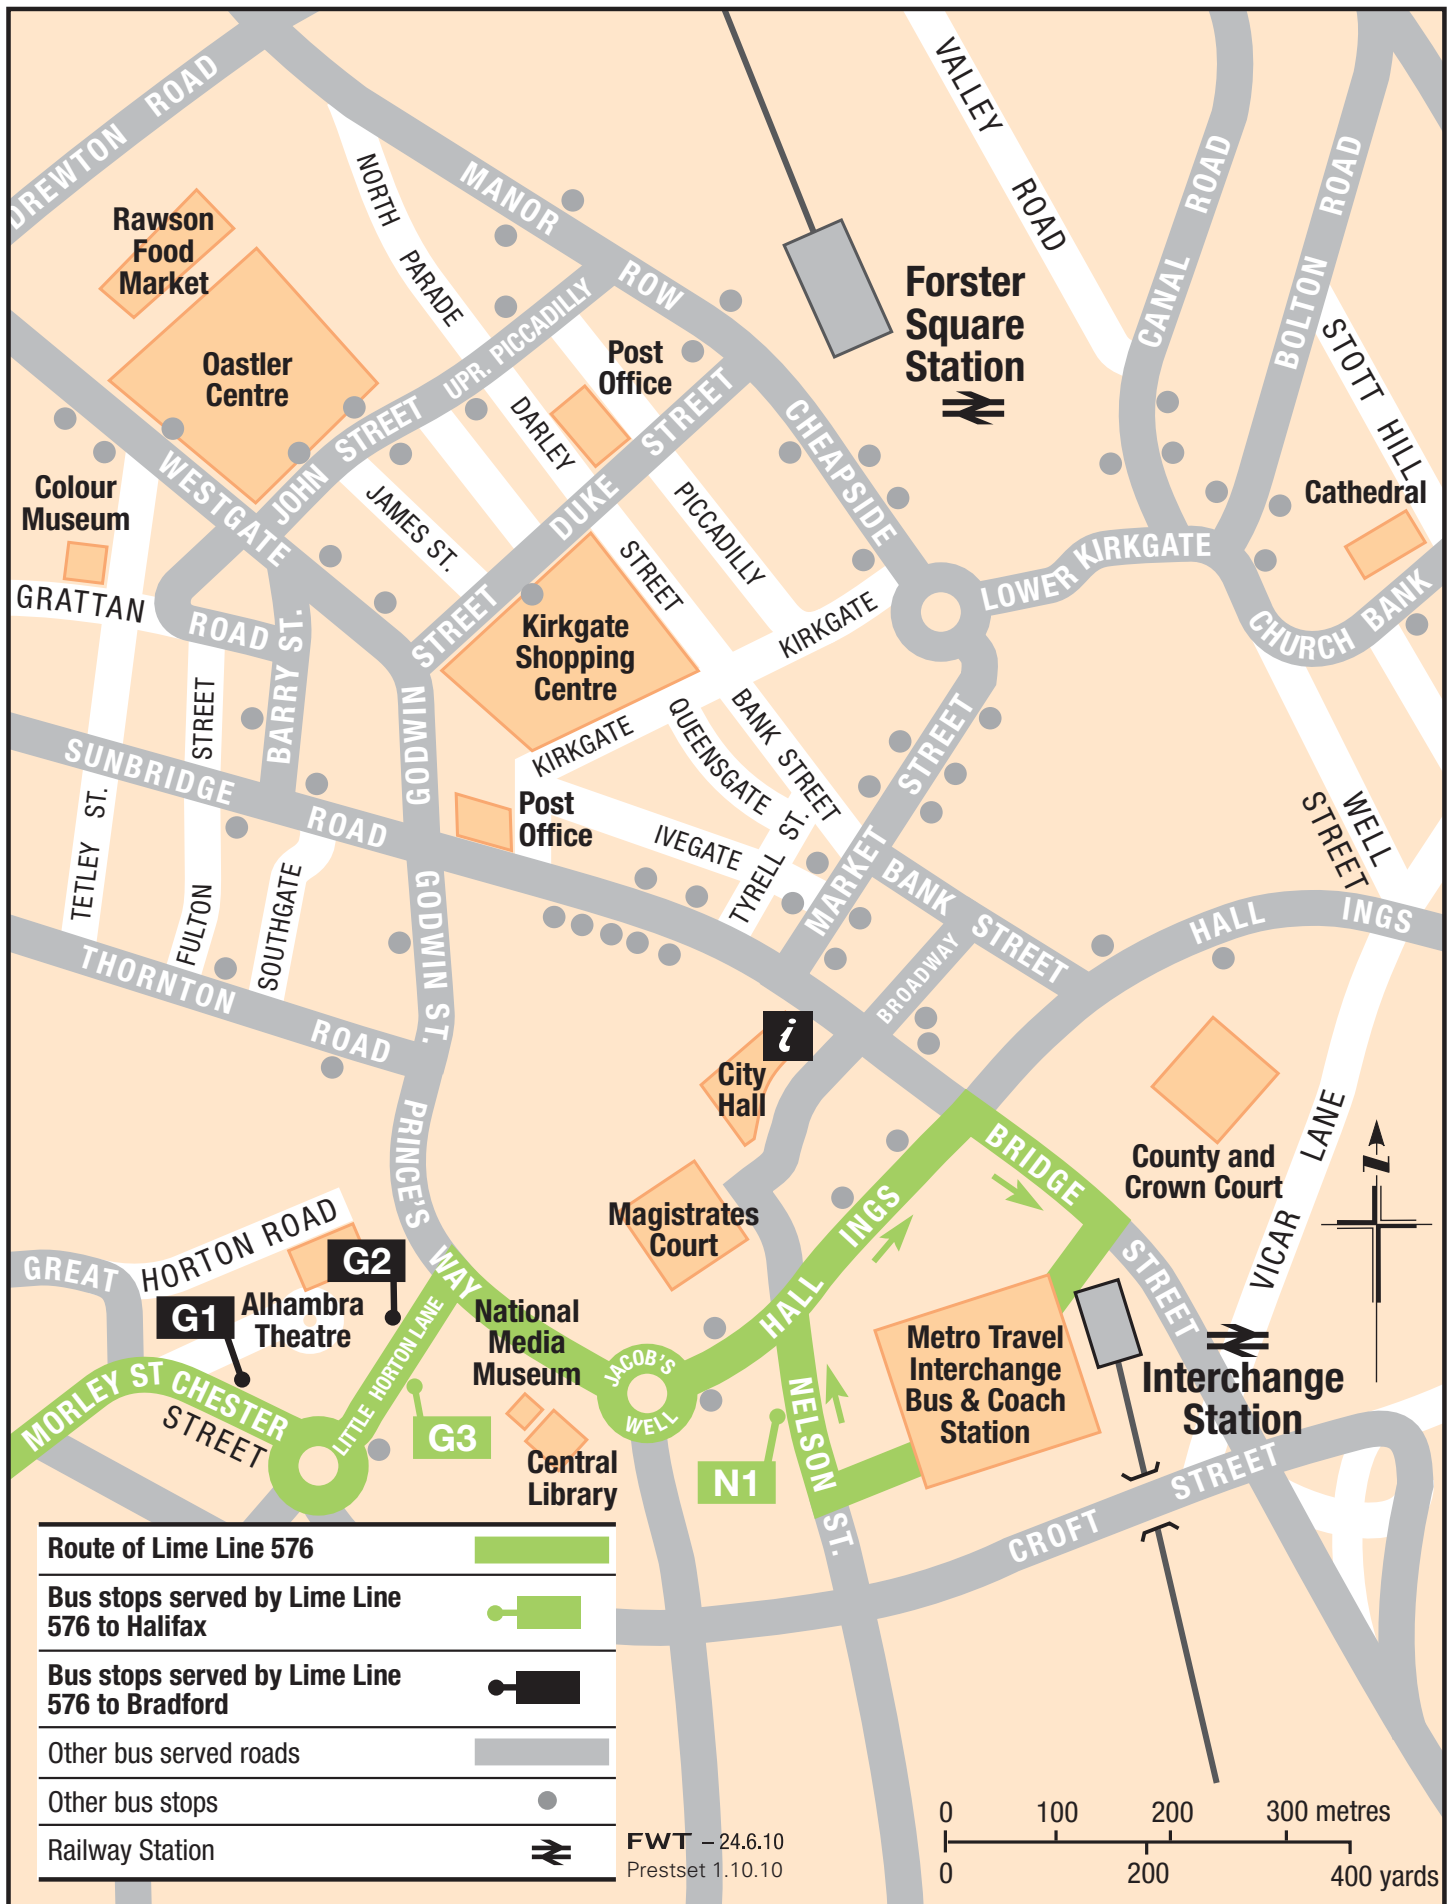 DREWTON ROAD
MANOR ROW
NORTH PARADE
VALLEY ROAD
CANAL ROAD
BOLTON ROAD
STOTT HILL
Rawson
Food
Market
Oastler
Centre
UPR. PICCADILLY
JOHN STREET
Post
Office
Forster
Square
Station
DARLEY STREET
DUKE STREET
CHEAPSIDE
PICCADILLY
Colour
Museum
WESTGATE
JAMES ST.
Cathedral
GRATTAN ROAD
BARRY ST.
STREET
Kirkgate
Shopping
Centre
KIRKGATE
LOWER KIRKGATE
CHURCH BANK
KIRKGATE
QUEENSGATE
BANK STREET
MARKET STREET
SUNBRIDGE ROAD
GODWIN
TETLEY ST.
FULTON STREET
SOUTHGATE
Post
Office
IVEGATE
TYRELL ST.
BANK STREET
BROADWAY
WELL
STREET
HALL INGS
THORNTON ROAD
GODWIN ST.
i
City
Hall
County and
Crown Court
VICAR LANE
n
PRINCE'S WAY
Magistrates
Court
HALL INGS
BRIDGE STREET
GREAT HORTON ROAD
G2
G1
Alhambra
Theatre
National
Media
Museum
JACOB'S
WELL
Metro Travel
Interchange
Bus & Coach
Station
Interchange
Station
MORLEY ST
CHESTER
STREET
LITTLE HORTON LANE
G3
Central
Library
N1
NELSON ST.
CROFT STREET
Route of Lime Line 576
Bus stops served by Lime Line
576 to Halifax
Bus stops served by Lime Line
576 to Bradford
Other bus served roads
Other bus stops
Railway Station
FWT – 24.6.10
Prestset 1.10.10
0 100 200 300 metres
0 200 400 yards